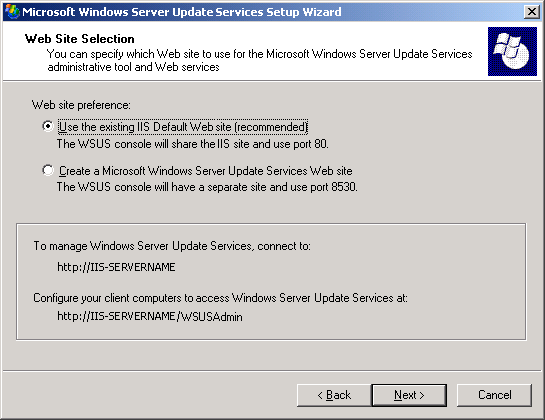 Microsoft Windows Server Update Services Setup Wizard
Web Site Selection
You can specify which Web site to use for the Microsoft Windows Server Update Services
administrative tool and Web services
Web site preference:
Use the existing IIS Default Web site (recommended)
The WSUS console will share the IIS site and use port 80.
Create a Microsoft Windows Server Update Services Web site
The WSUS console will have a separate site and use port 8530.
To manage Windows Server Update Services, connect to:
http://IIS-SERVERNAME
Configure your client computers to access Windows Server Update Services at:
http://IIS-SERVERNAME/WSUSAdmin
< Back Next > Cancel